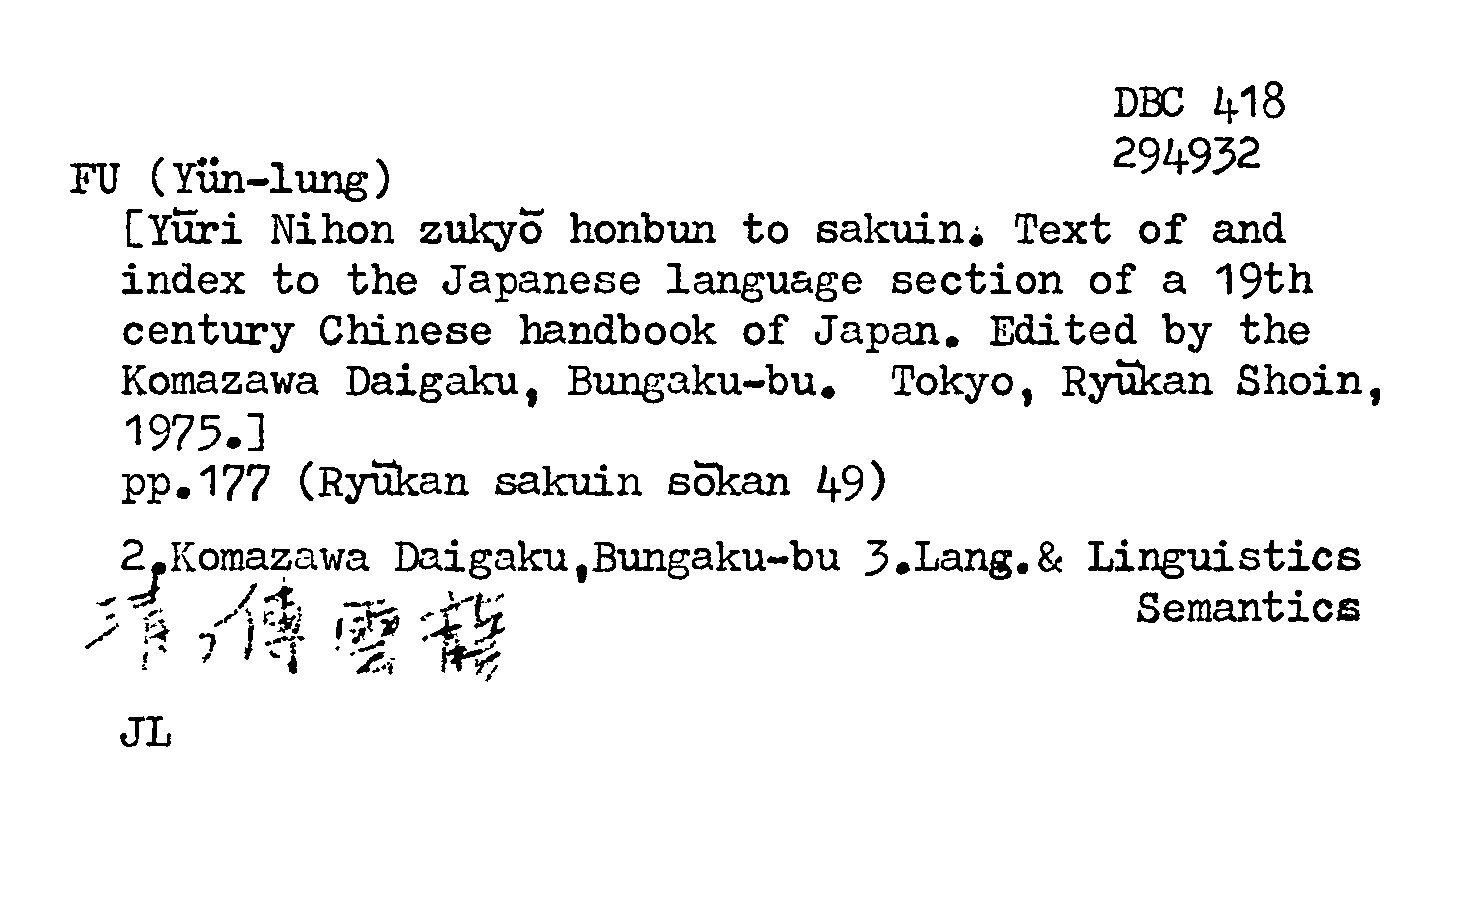 DBC 418
294932
FU (Yün-lung)
[Yūri Nihon zukyō honbun to sakuin. Text of and
index to the Japanese language section of a 19th
century Chinese handbook of Japan. Edited by the
Komazawa Daigaku, Bungaku-bu. Tokyo, Ryūkan Shoin,
1975.]
pp.177 (Ryūkan sakuin sōkan 49)
2.Komazawa Daigaku,Bungaku-bu 3.Lang.& Linguistics
Semantics
清,傅雲龍
JL